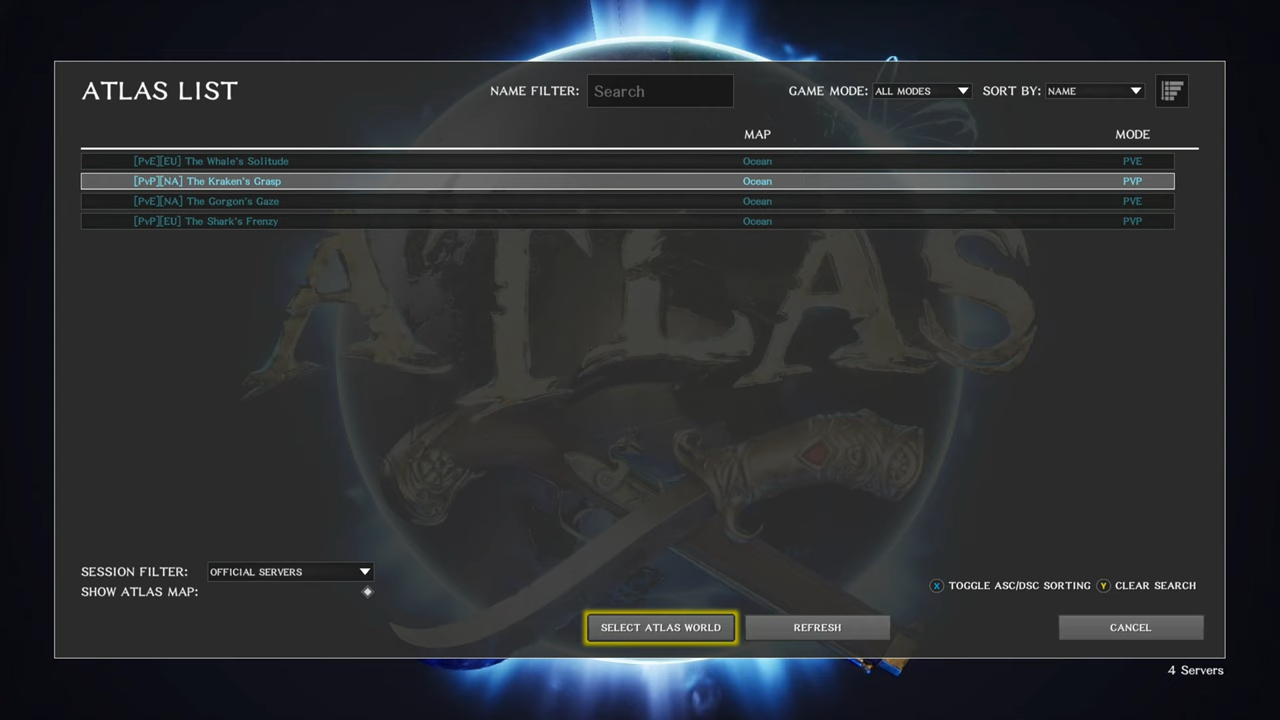 ATLAS LIST NAME FILTER: Search GAME MODE: ALL MODES SORT BY: NAME
MAP MODE
[PvE][EU] The Whale's Solitude Ocean PVE
[PvP][NA] The Kraken's Grasp Ocean PVP
[PvE][NA] The Gorgon's Gaze Ocean PVE
[PvP][EU] The Shark's Frenzy Ocean PVP
ATLAS
SESSION FILTER: OFFICIAL SERVERS
SHOW ATLAS MAP:
X TOGGLE ASC/DSC SORTING Y CLEAR SEARCH
SELECT ATLAS WORLD REFRESH CANCEL
4 Servers